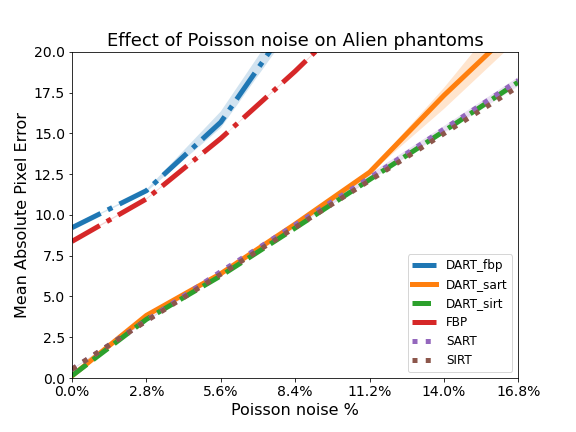 Effect of Poisson noise on Alien phantoms
Mean Absolute Pixel Error
20.0
17.5
15.0
12.5
10.0
7.5
5.0
2.5
0.0
0.0% 2.8% 5.6% 8.4% 11.2% 14.0% 16.8%
Poisson noise %
DART_fbp
DART_sart
DART_sirt
FBP
SART
SIRT